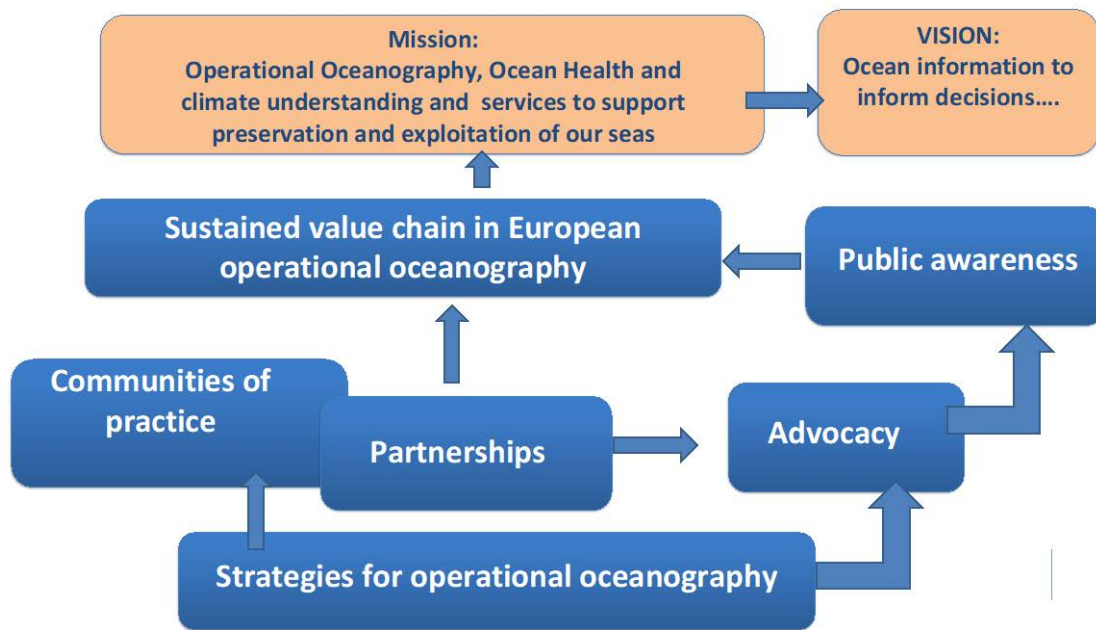 Mission:
Operational Oceanography, Ocean Health and
climate understanding and services to support
preservation and exploitation of our seas
VISION:
Ocean information to
inform decisions....
Sustained value chain in European
operational oceanography
Public awareness
Communities of
practice
Partnerships
Advocacy
Strategies for operational oceanography